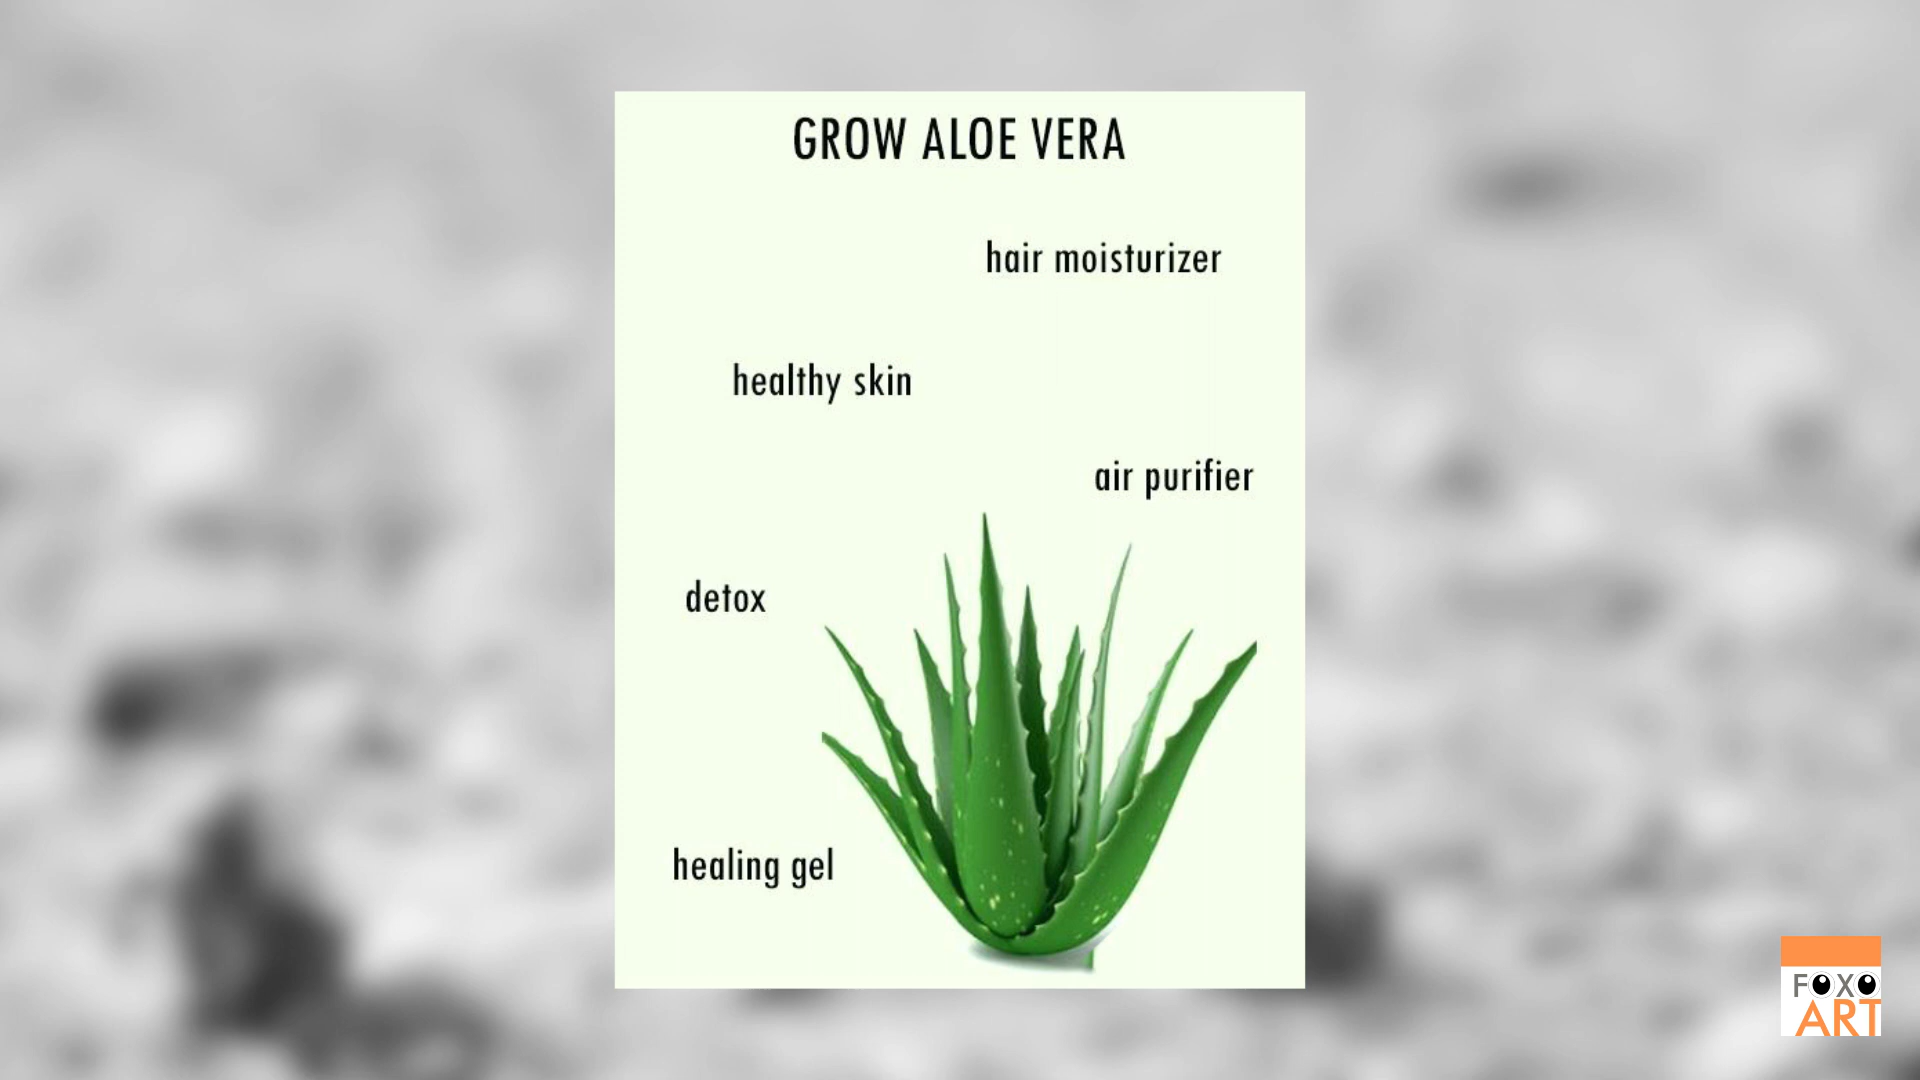 GROW ALOE VERA
hair moisturizer
healthy skin
air purifier
detox
healing gel
FOXO
ART